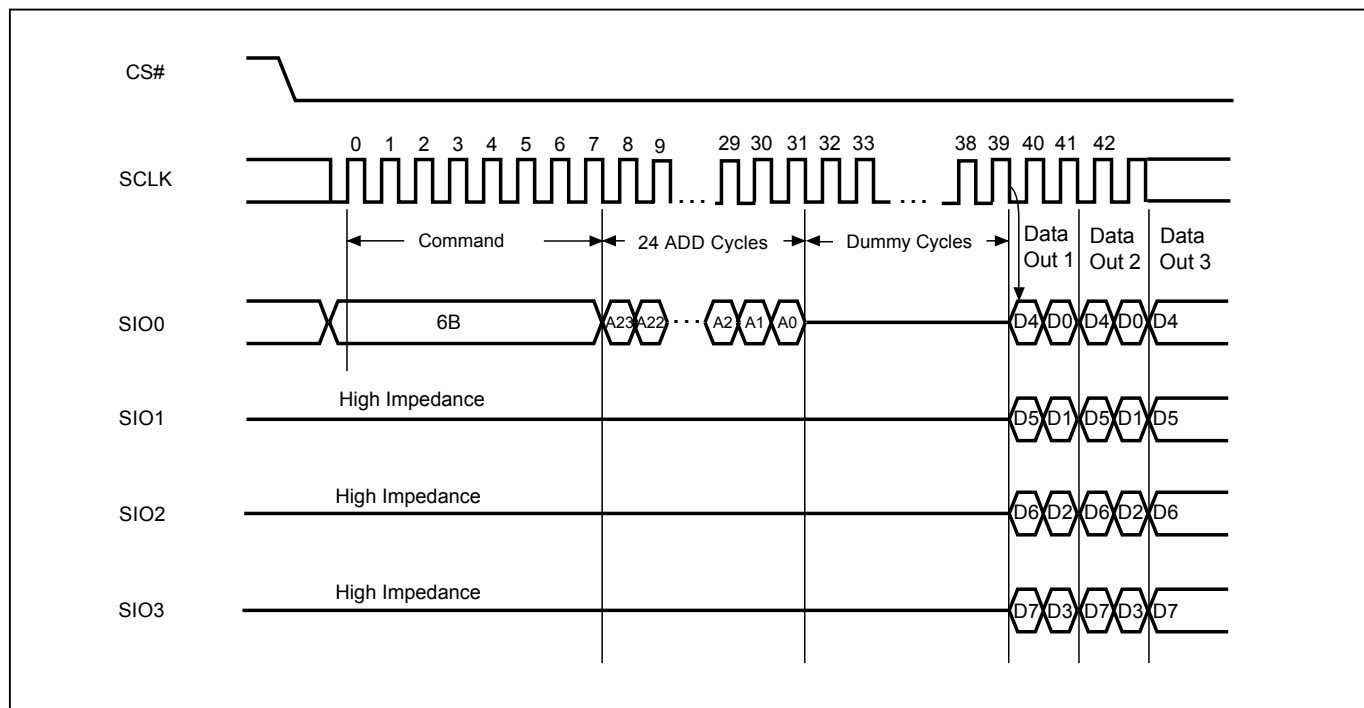 CS#
0 1 2 3 4 5 6 7 8 9 29 30 31 32 33 38 39 40 41 42
SCLK
Command 24 ADD Cycles Dummy Cycles Data Out 1 Data Out 2 Data Out 3
SIO0 6B A23 A22 A2 A1 A0 D4 D0 D4 D0 D4
High Impedance
SIO1 D5 D1 D5 D1 D5
High Impedance
SIO2 D6 D2 D6 D2 D6
High Impedance
SIO3 D7 D3 D7 D3 D7